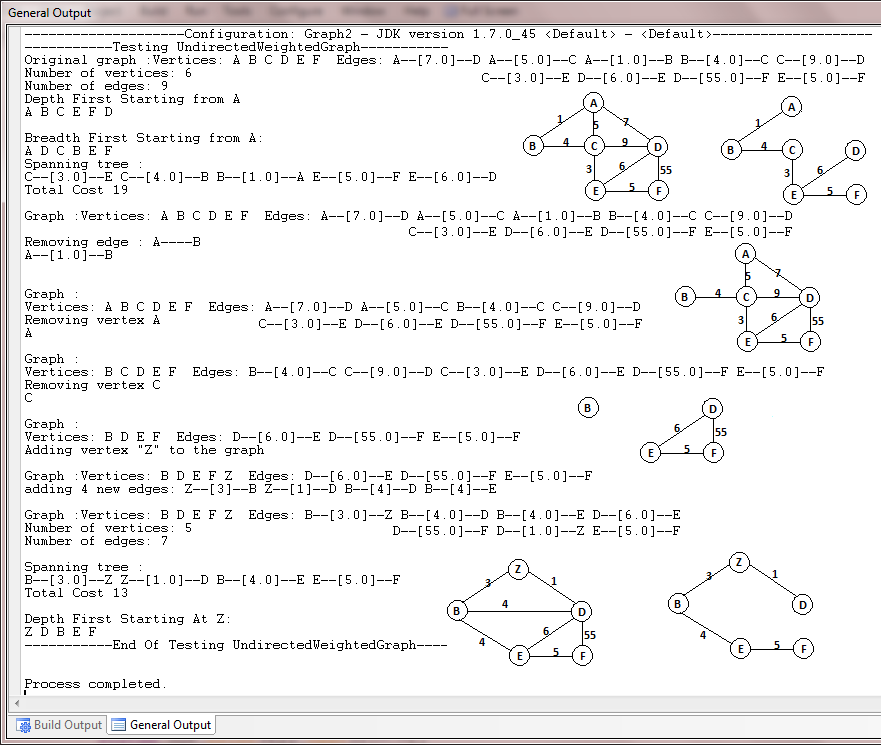 General Output
--------------------Configuration: Graph2 - JDK version 1.7.0_45 <Default> - <Default>--------------------
-----------Testing UndirectedWeightedGraph-----------
Original graph :Vertices: A B C D E F  Edges: A--[7.0]--D A--[5.0]--C A--[1.0]--B B--[4.0]--C C--[9.0]--D
C--[3.0]--E D--[6.0]--E D--[55.0]--F E--[5.0]--F
Number of vertices: 6
Number of edges: 9
Depth First Starting from A
A B C E F D
Breadth First Starting from A:
A D C B E F
Spanning tree :
C--[3.0]--E C--[4.0]--B B--[1.0]--A E--[5.0]--F E--[6.0]--D
Total Cost 19
A
1
5
7
B
4
C
9
D
3
6
55
E
5
F
A
1
B
4
C
D
3
6
E
5
F
Graph :Vertices: A B C D E F  Edges: A--[7.0]--D A--[5.0]--C A--[1.0]--B B--[4.0]--C C--[9.0]--D
C--[3.0]--E D--[6.0]--E D--[55.0]--F E--[5.0]--F
Removing edge : A----B
A--[1.0]--B
Graph :
Vertices: A B C D E F  Edges: A--[7.0]--D A--[5.0]--C B--[4.0]--C C--[9.0]--D
C--[3.0]--E D--[6.0]--E D--[55.0]--F E--[5.0]--F
Removing vertex A
A
A
5
7
B
4
C
9
D
3
6
55
E
5
F
Graph :
Vertices: B C D E F  Edges: B--[4.0]--C C--[9.0]--D C--[3.0]--E D--[6.0]--E D--[55.0]--F E--[5.0]--F
Removing vertex C
C
Graph :
Vertices: B D E F  Edges: D--[6.0]--E D--[55.0]--F E--[5.0]--F
Adding vertex "Z" to the graph
B
D
6
55
E
5
F
Graph :Vertices: B D E F Z  Edges: D--[6.0]--E D--[55.0]--F E--[5.0]--F
adding 4 new edges: Z--[3]--B Z--[1]--D B--[4]--D B--[4]--E
Graph :Vertices: B D E F Z  Edges: B--[3.0]--Z B--[4.0]--D B--[4.0]--E D--[6.0]--E
D--[55.0]--F D--[1.0]--Z E--[5.0]--F
Number of vertices: 5
Number of edges: 7
Spanning tree :
B--[3.0]--Z Z--[1.0]--D B--[4.0]--E E--[5.0]--F
Total Cost 13
Depth First Starting At Z:
Z D B E F
-----------End Of Testing UndirectedWeightedGraph----
Z
3
1
B
4
D
4
6
55
E
5
F
Z
3
1
B
D
4
E
5
F
Process completed.
Build Output
General Output